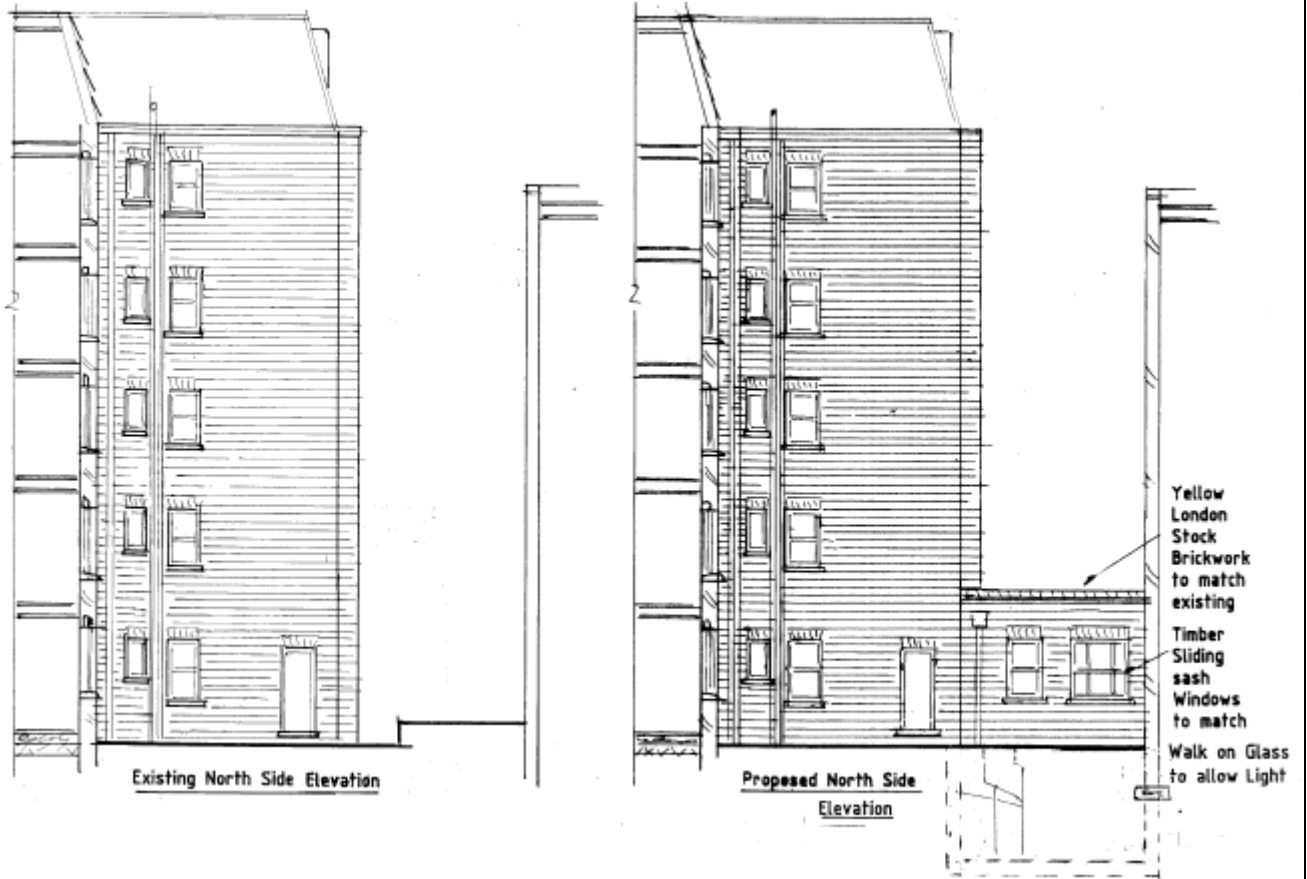 Yellow
London
Stock
Brickwork
to match
existing
Timber
Sliding
sash
Windows
to match
Walk on Glass
to allow Light
Existing North Side Elevation
Proposed North Side
Elevation